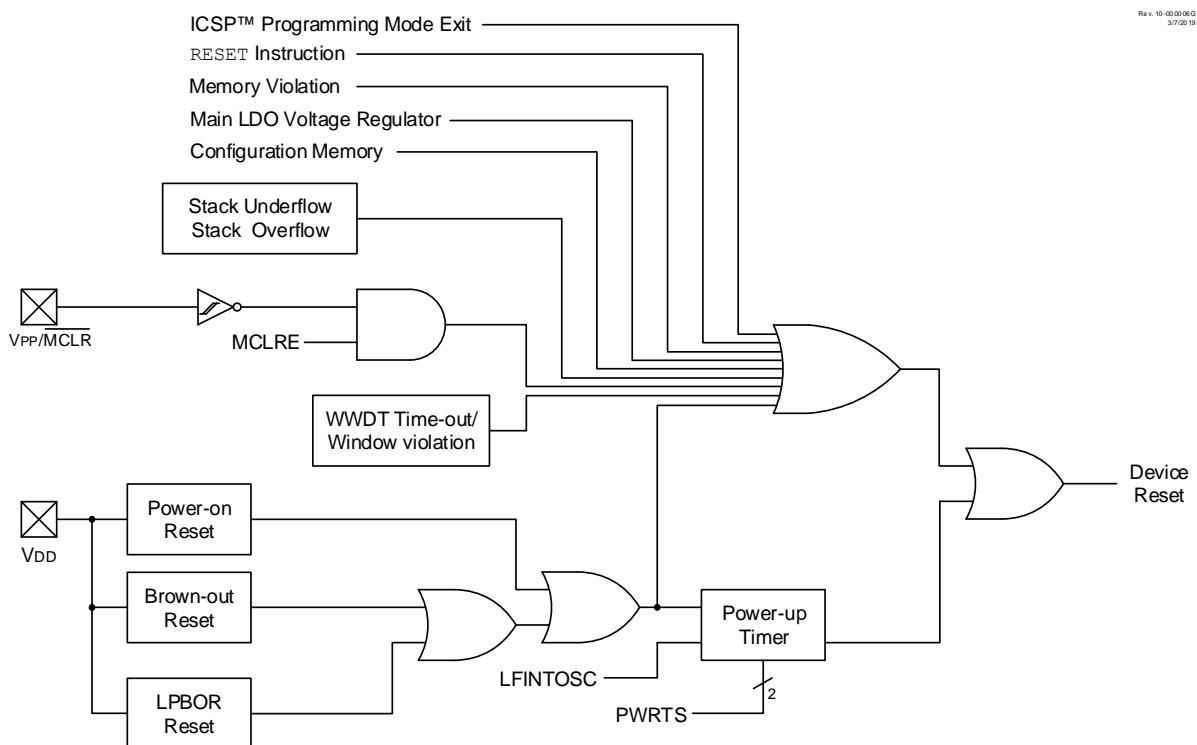 Rev. 10-000006G
3/7/2019
ICSP™ Programming Mode Exit
RESET Instruction
Memory Violation
Main LDO Voltage Regulator
Configuration Memory
Stack Underflow
Stack Overflow
VPP/MCLR
MCLRE
WWDT Time-out/
Window violation
Device
Reset
Power-on
Reset
VDD
Brown-out
Reset
Power-up
Timer
LFINTOSC
LPBOR
Reset
2
PWRTS